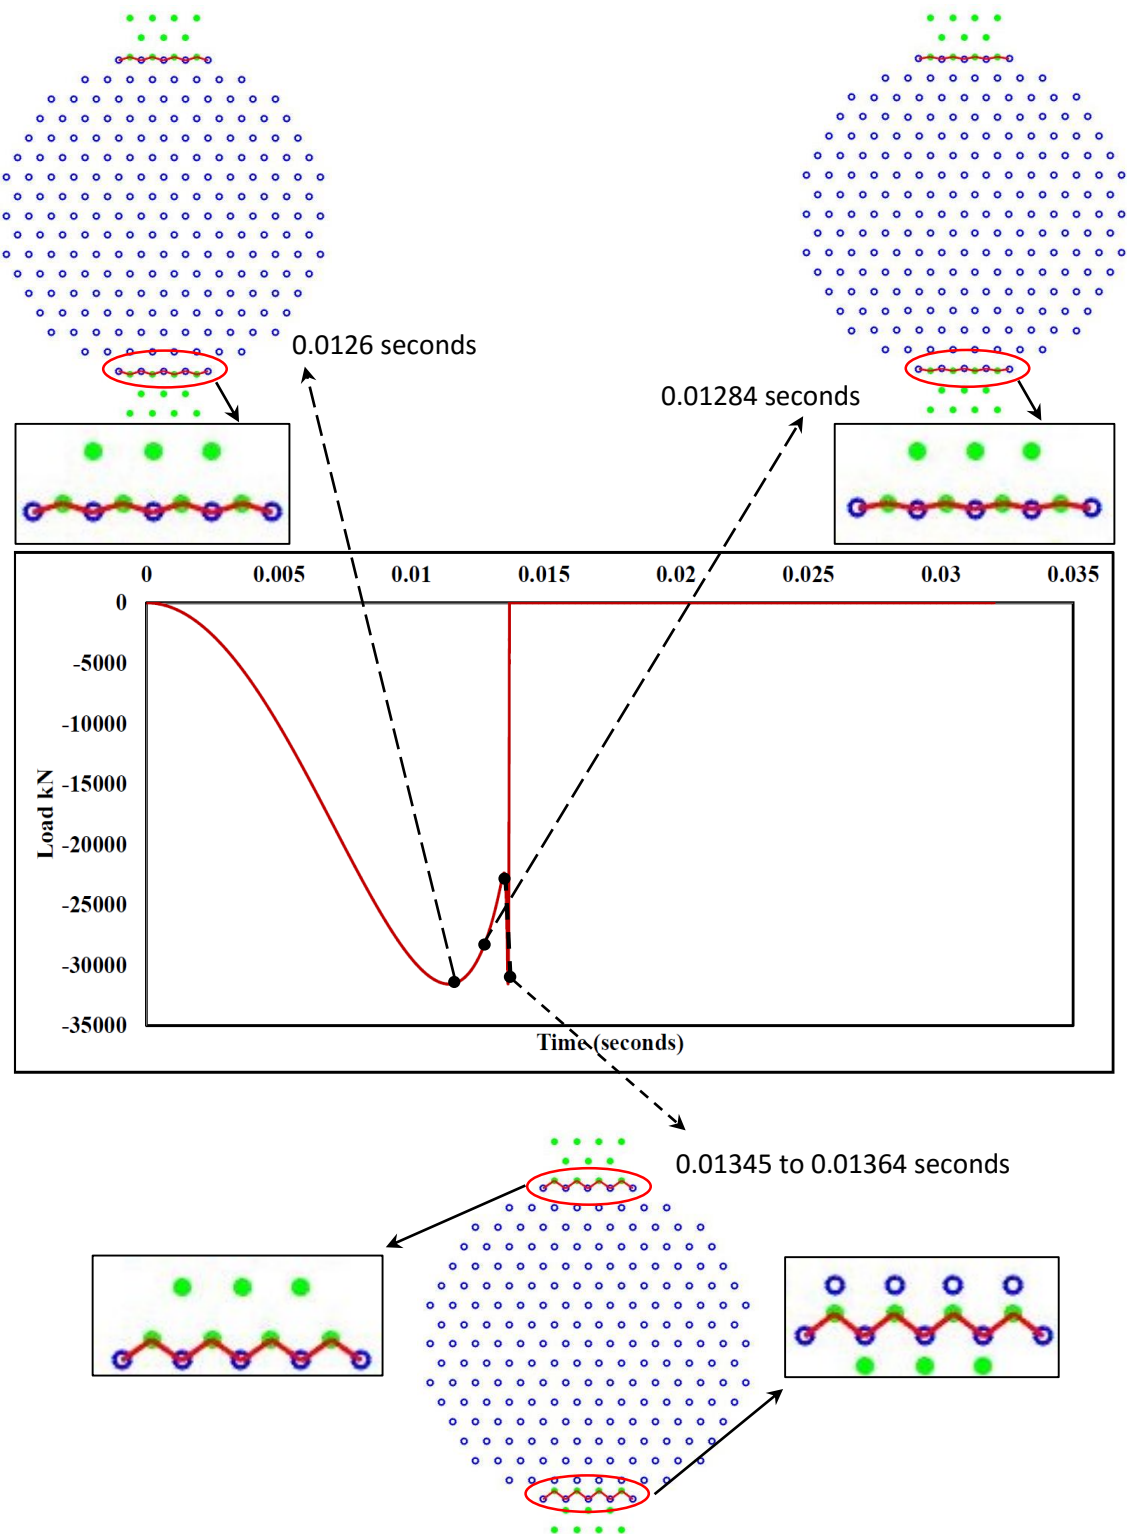 0.0126 seconds
0.01284 seconds
0 0.005 0.01 0.015 0.02 0.025 0.03 0.035
0
-5000
-10000
-15000
-20000
-25000
-30000
-35000
Load kN
Time (seconds)
0.01345 to 0.01364 seconds